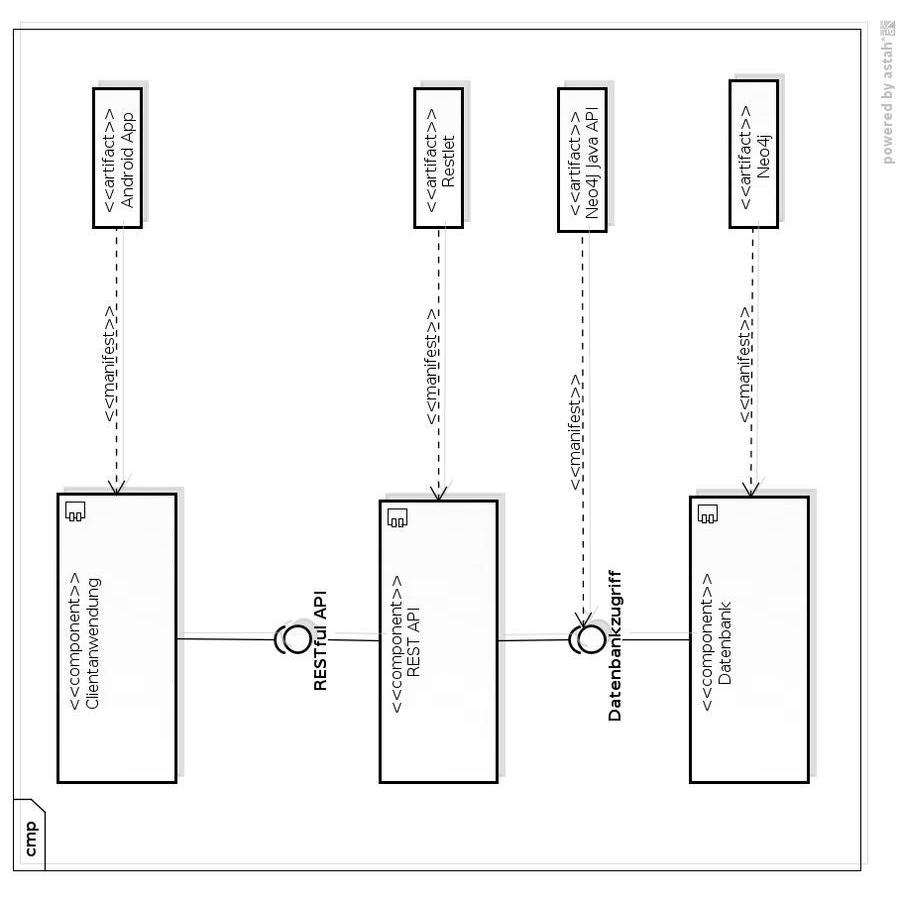 cmp
<<component>>
Clientanwendung
<<manifest>>
<<artifact>>
Android App
RESTful API
<<component>>
REST API
<<manifest>>
<<artifact>>
Restlet
Datenbankzugriff
<<manifest>>
<<artifact>>
Neo4J Java API
<<component>>
Datenbank
<<manifest>>
<<artifact>>
Neo4j
powered by astah*